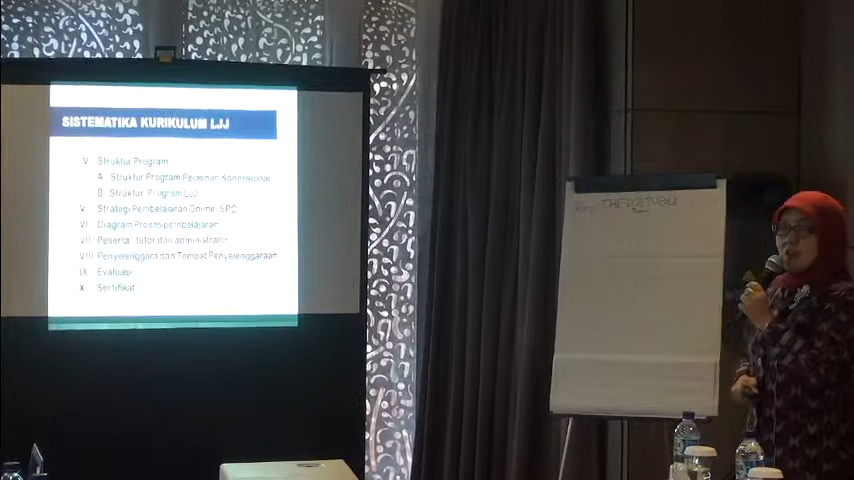 SISTEMATIKA KURIKULUM LJJ
V Struktur Program
A. Struktur Program Pelatihan Konvensional
B. Struktur Program LJJ
V Strategi Pembelajaran Online SPC
VI Diagram Proses pembelajaran
VII Peserta tutor dan administrator
VIII Penyelenggara dan Tempat Penyelenggaraan
IX Evaluasi
X Sertifikat